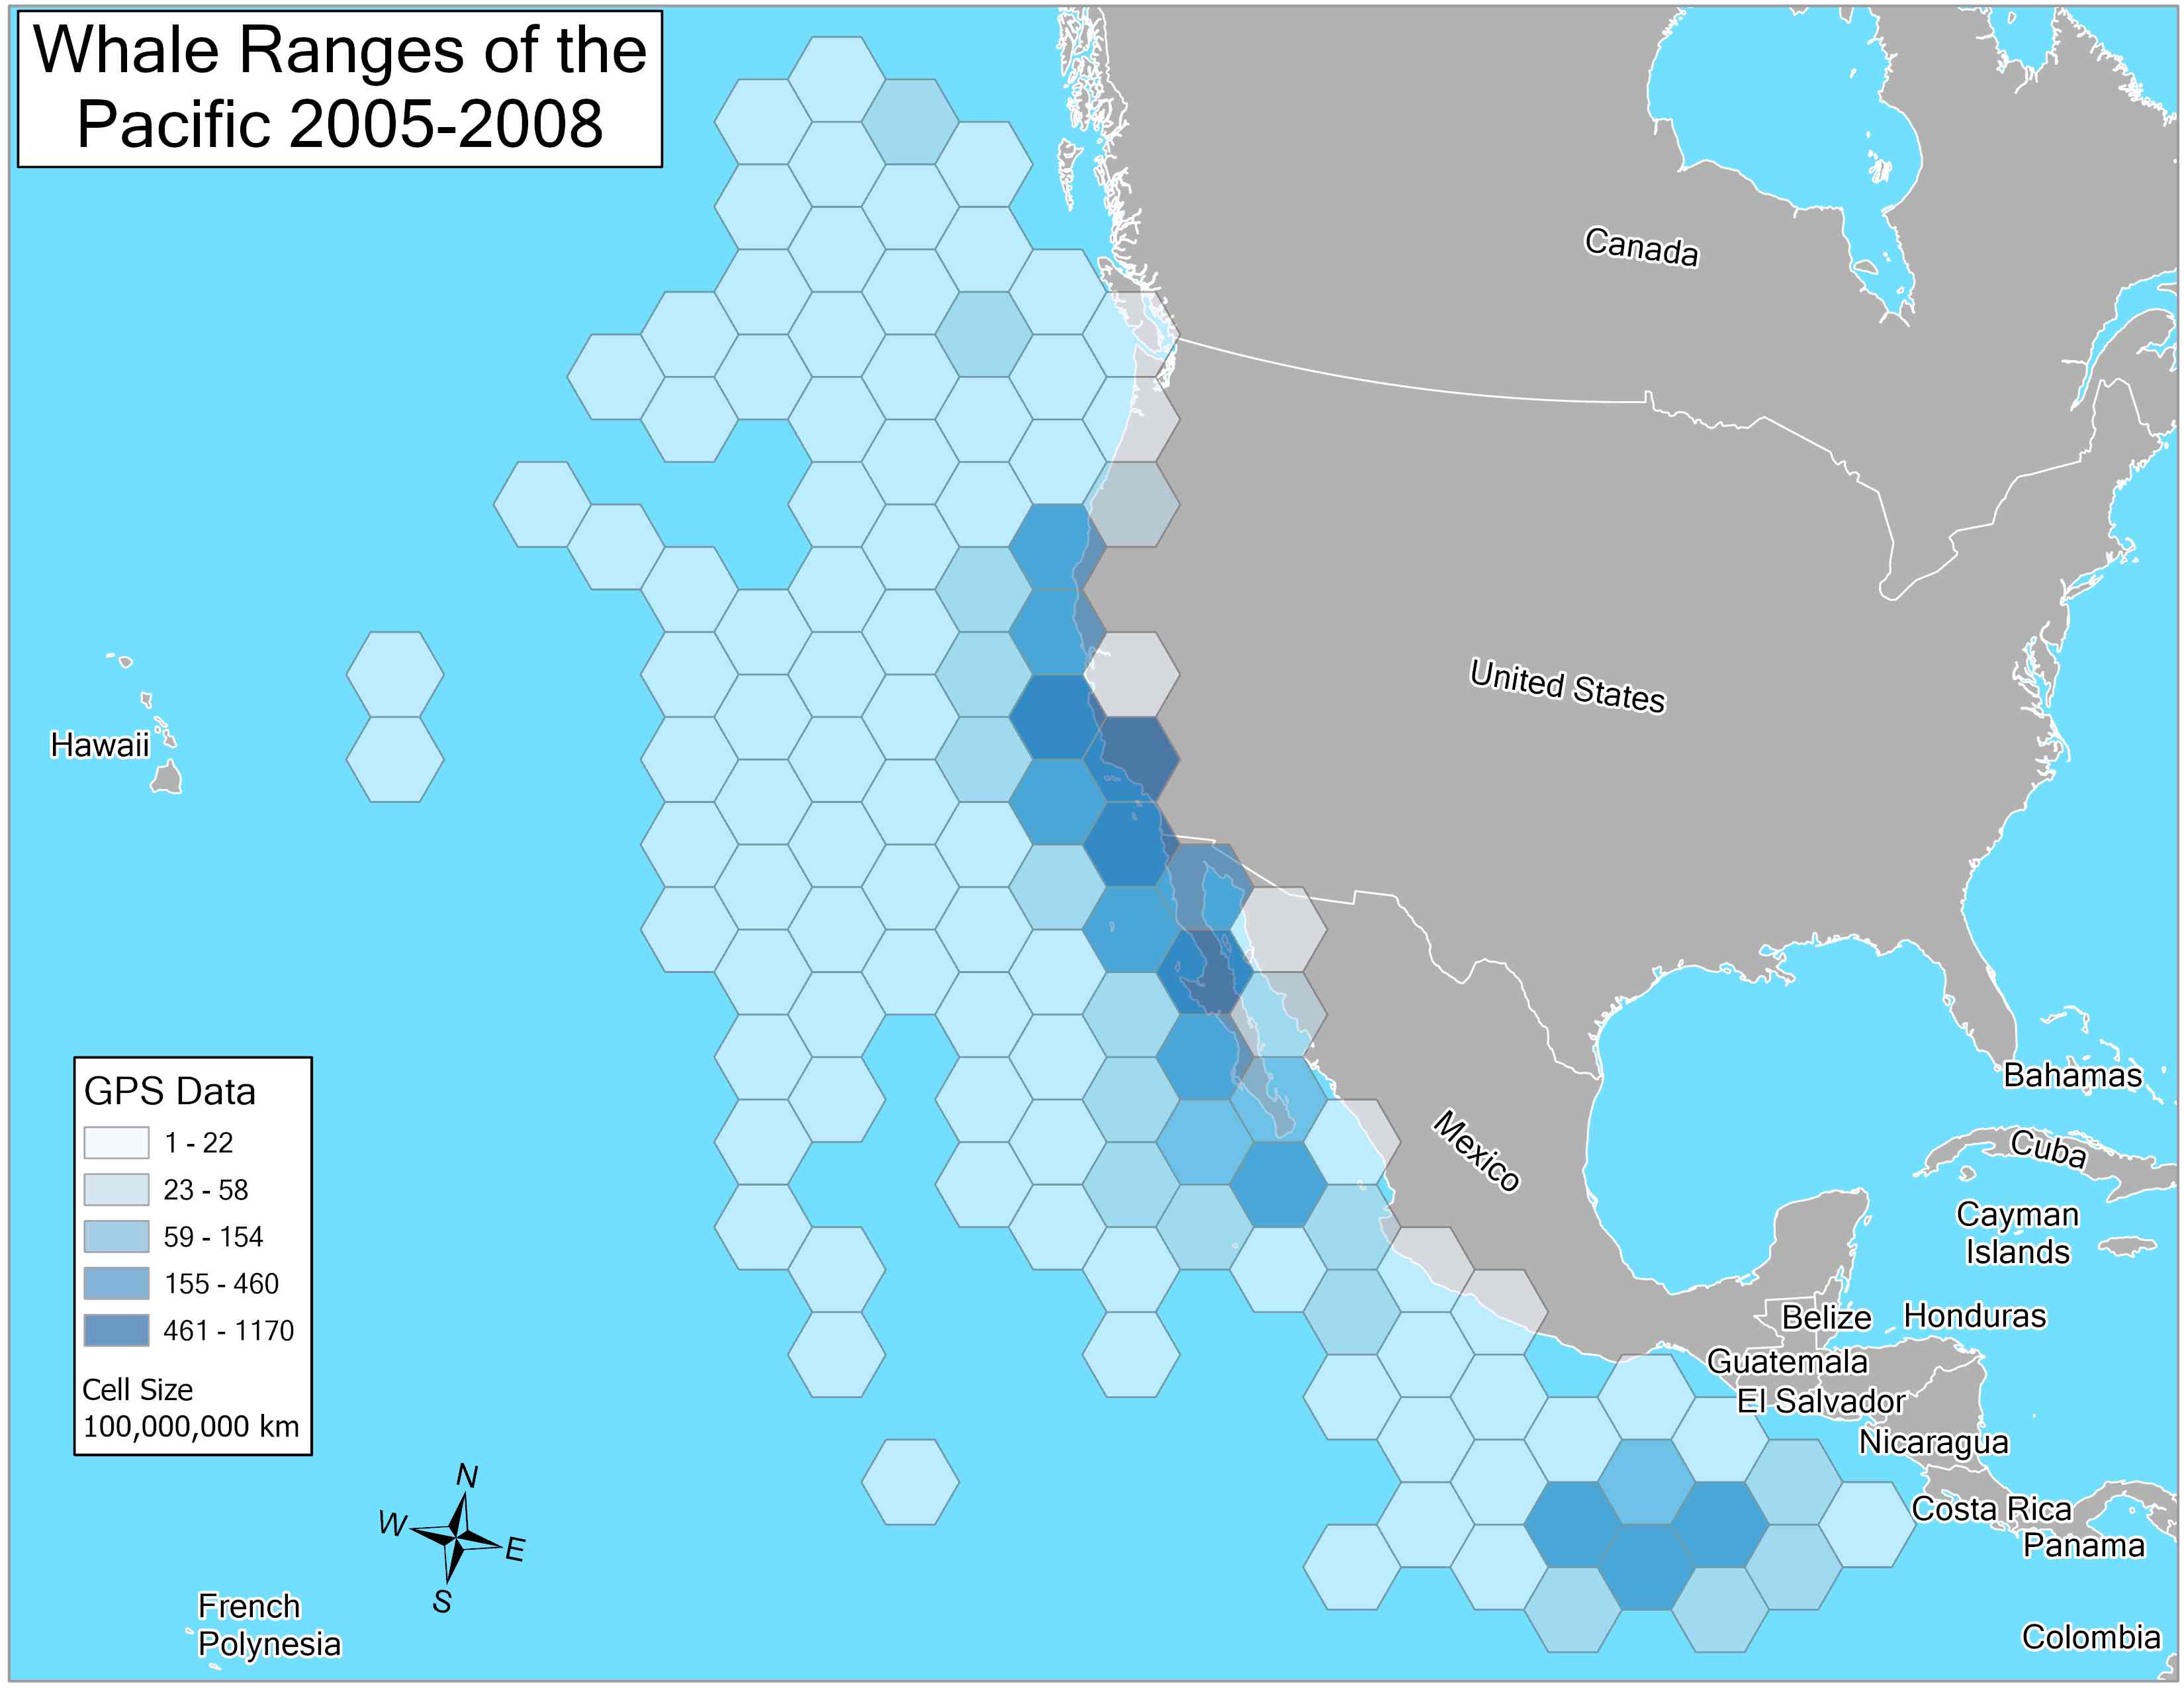 Whale Ranges of the
Pacific 2005-2008
Canada
United States
Hawaii
Mexico
Bahamas
Cuba
Cayman
Islands
Belize
Honduras
Guatemala
El Salvador
Nicaragua
Costa Rica
Panama
Colombia
GPS Data
1 - 22
23 - 58
59 - 154
155 - 460
461 - 1170
Cell Size
100,000,000 km
N
W
E
S
French
Polynesia